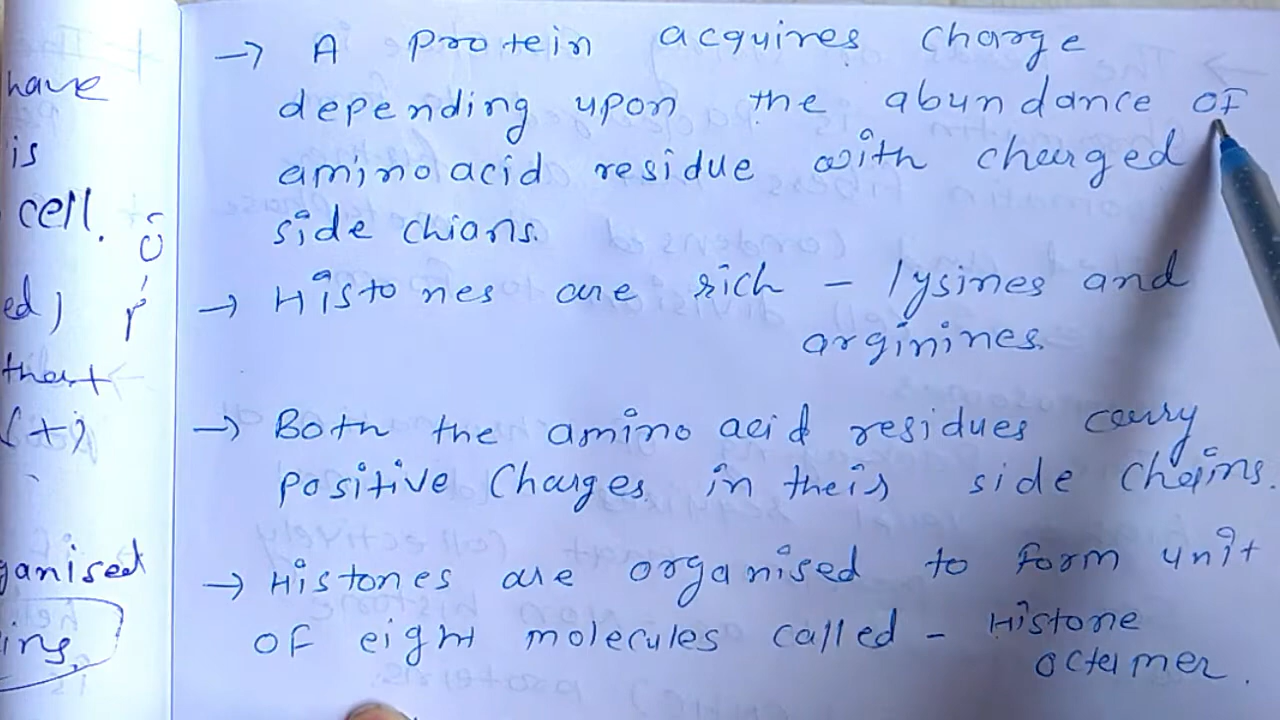 have
is
cell.
ed)
that
(+)
ganised
ing,
→ A protein acquires charge
depending upon the abundance OF
amino acid residue with charged
side chians.
→ Histones are rich - lysines and
arginines.
→ Both the amino acid residues carry
positive Charges in their side Chains.
→ Histones are organised to form unit
OF eight molecules called - Histone
octamer.